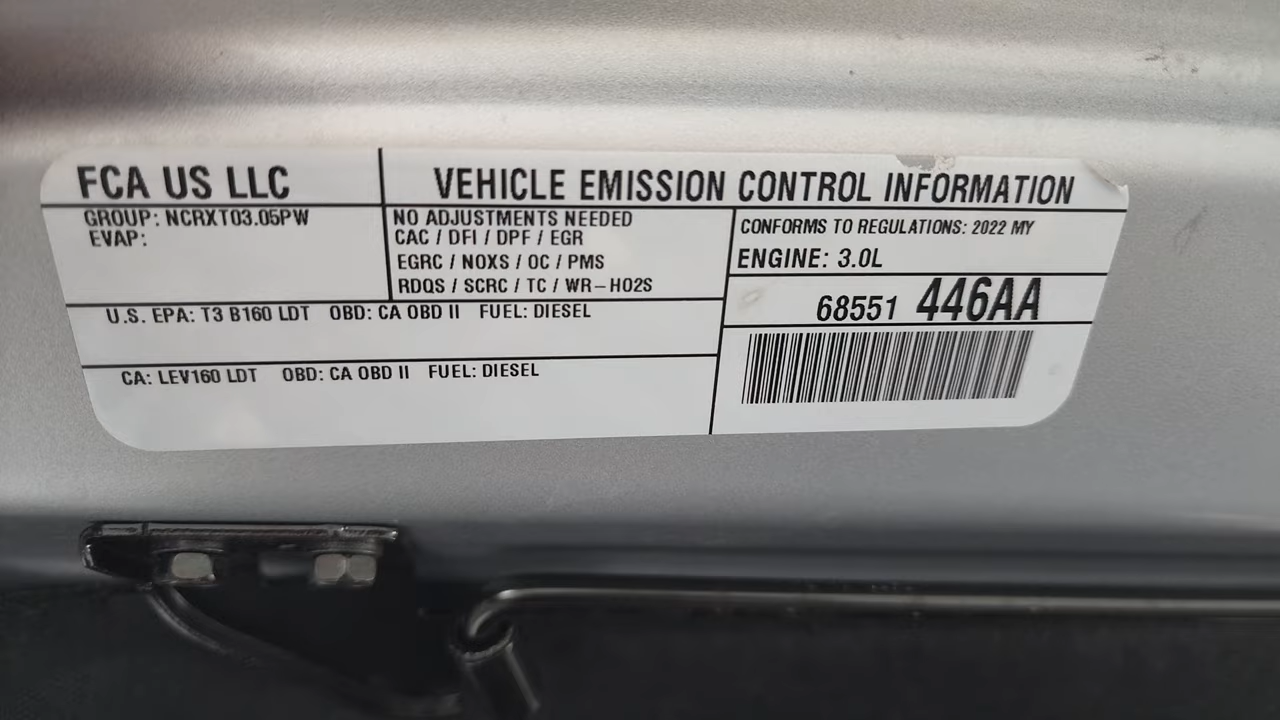 FCA US LLC
VEHICLE EMISSION CONTROL INFORMATION
GROUP: NCRXT03.05PW
EVAP:
NO ADJUSTMENTS NEEDED
CAC / DFI / DPF / EGR
EGRC / NOXS / OC / PMS
RDQS / SCRC / TC / WR-HO2S
CONFORMS TO REGULATIONS: 2022 MY
ENGINE: 3.0L
68551 446AA
U.S. EPA: T3 B160 LDT OBD: CA OBD II FUEL: DIESEL
CA: LEV160 LDT OBD: CA OBD II FUEL: DIESEL